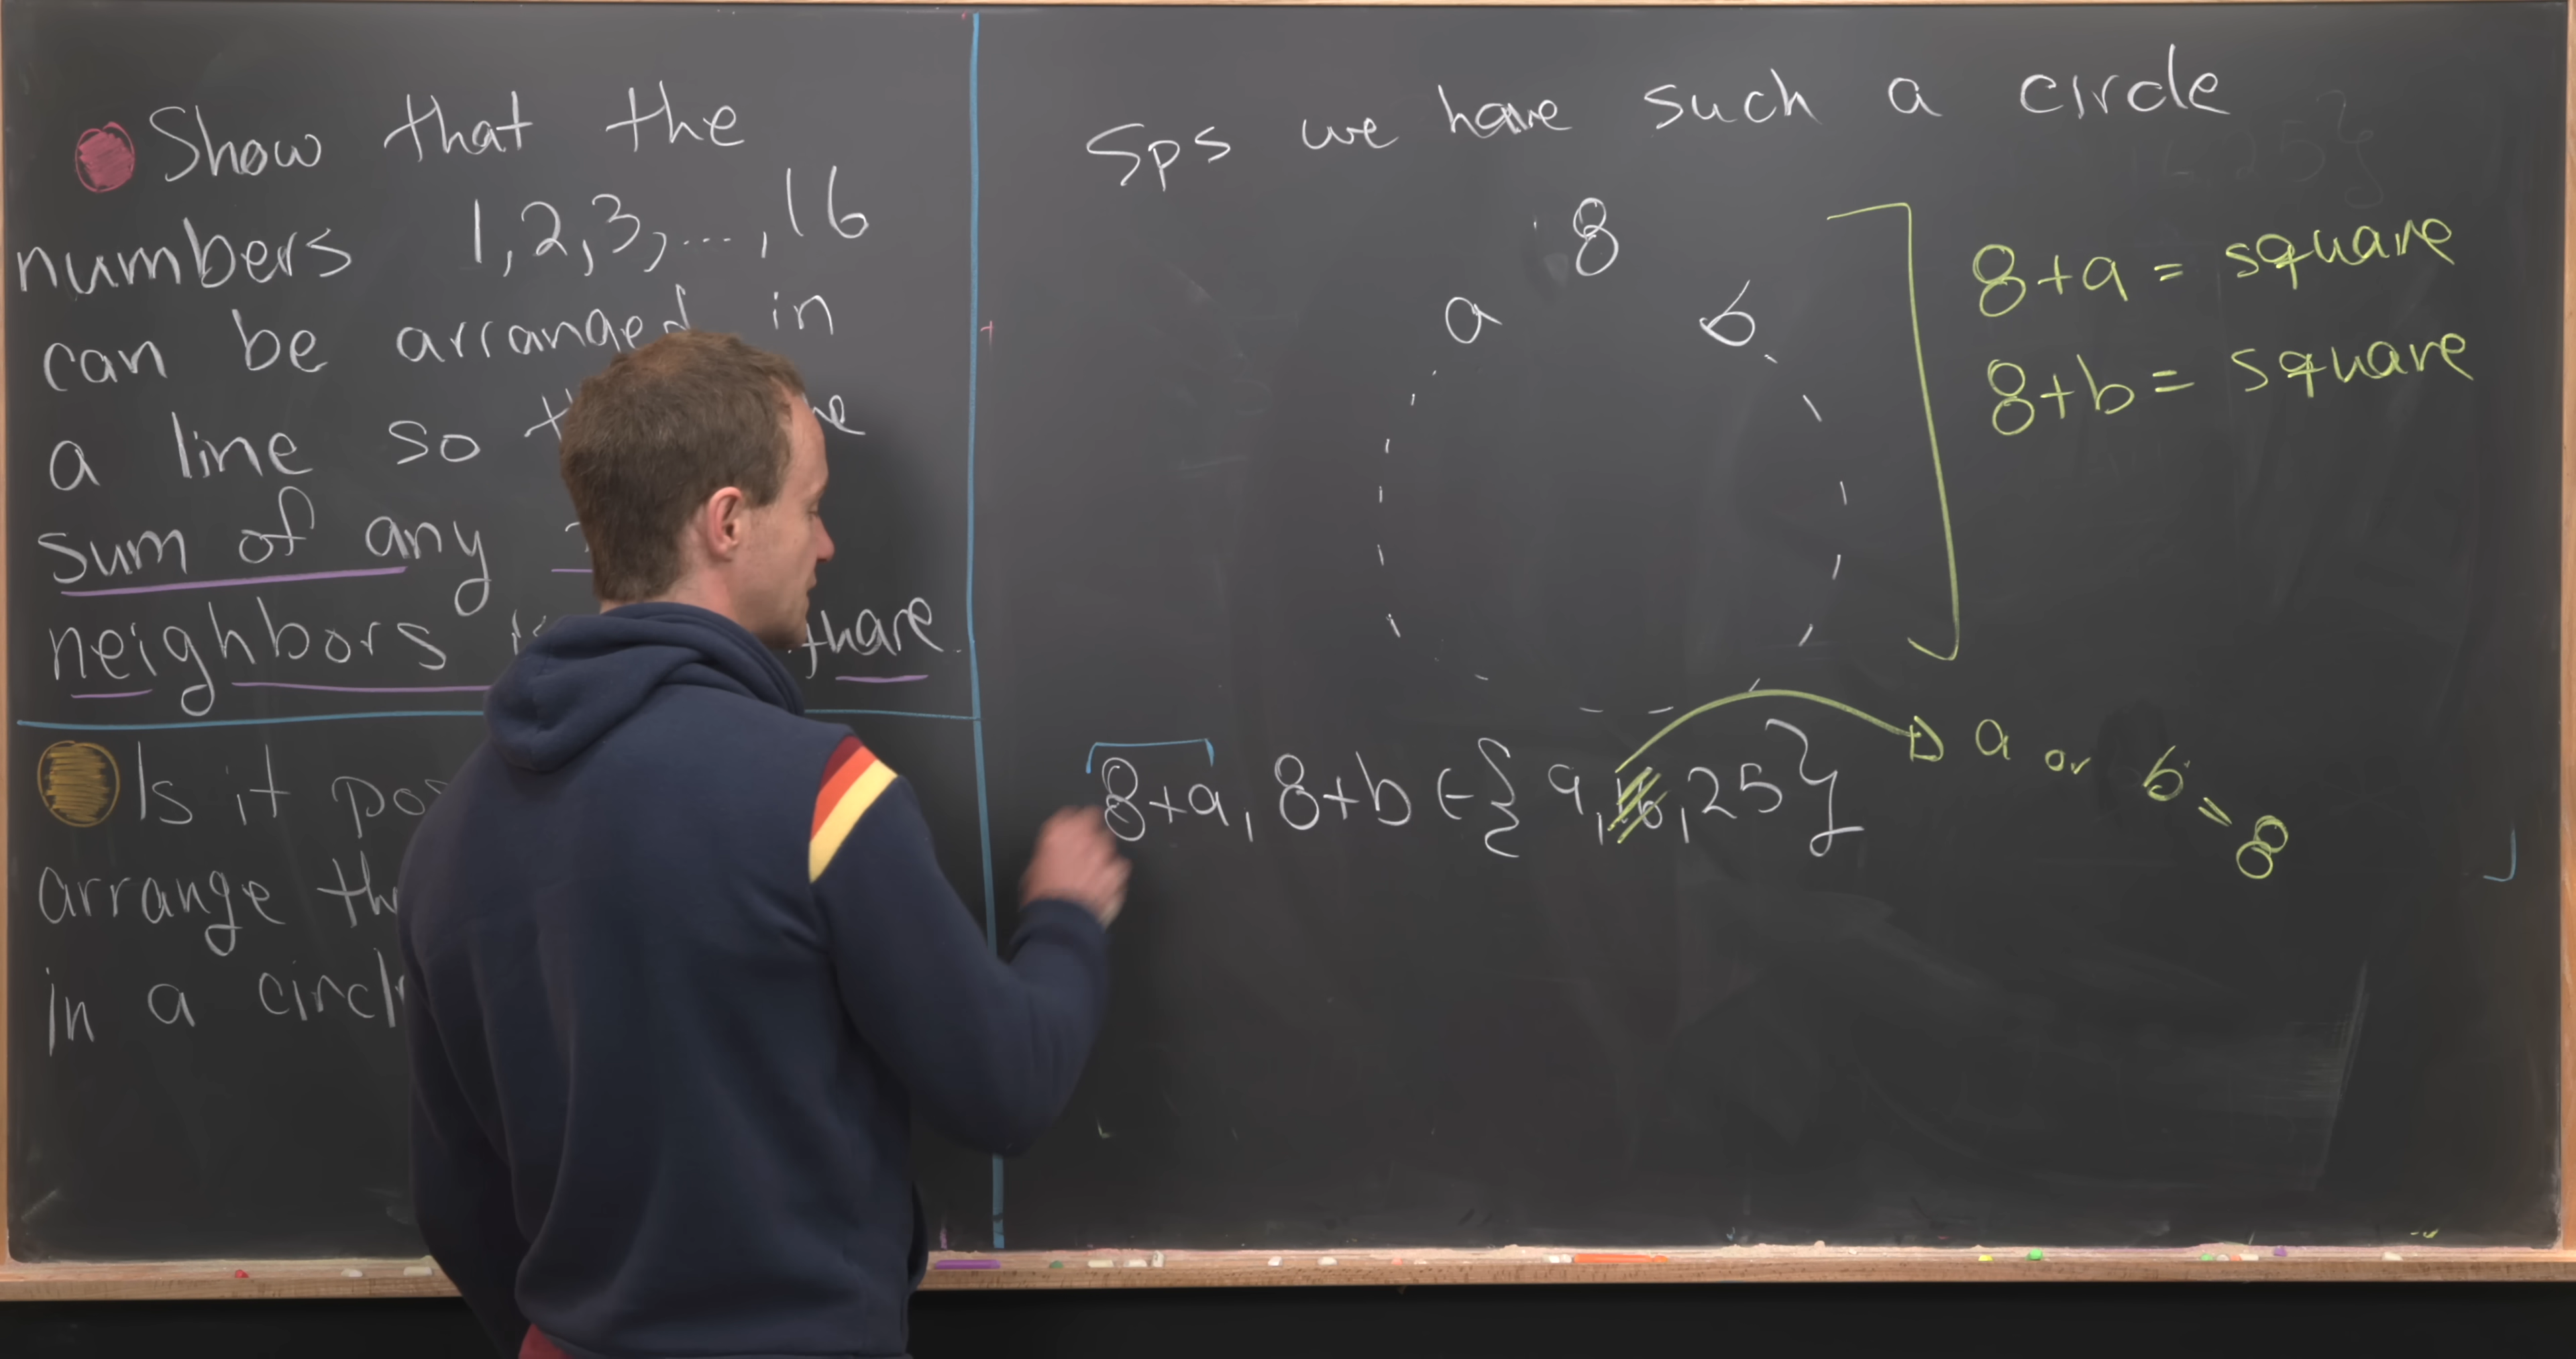 Show that the
numbers 1,2,3,...,16
can be arranged in
a line so
sum of any
neighbors
Is it
arrange
in a
Sps we have such a circle
8
a b
8+a = square
8+b = square
8+a, 8+b ∈ { 9,16,25}
a or b = 8